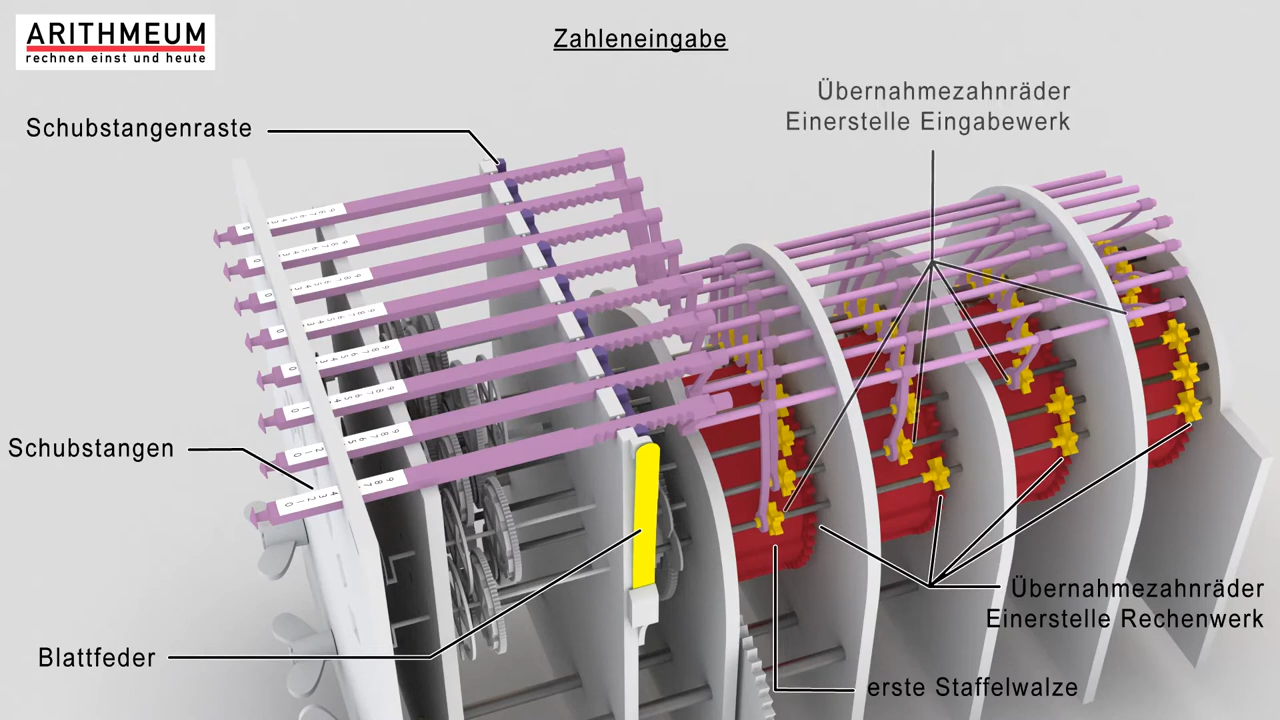 ARITHMEUM
rechnen einst und heute
Zahleneingabe
Übernahmezahnräder
Einerstelle Eingabewerk
Schubstangenraste
Schubstangen
Blattfeder
Übernahmezahnräder
Einerstelle Rechenwerk
erste Staffelwalze